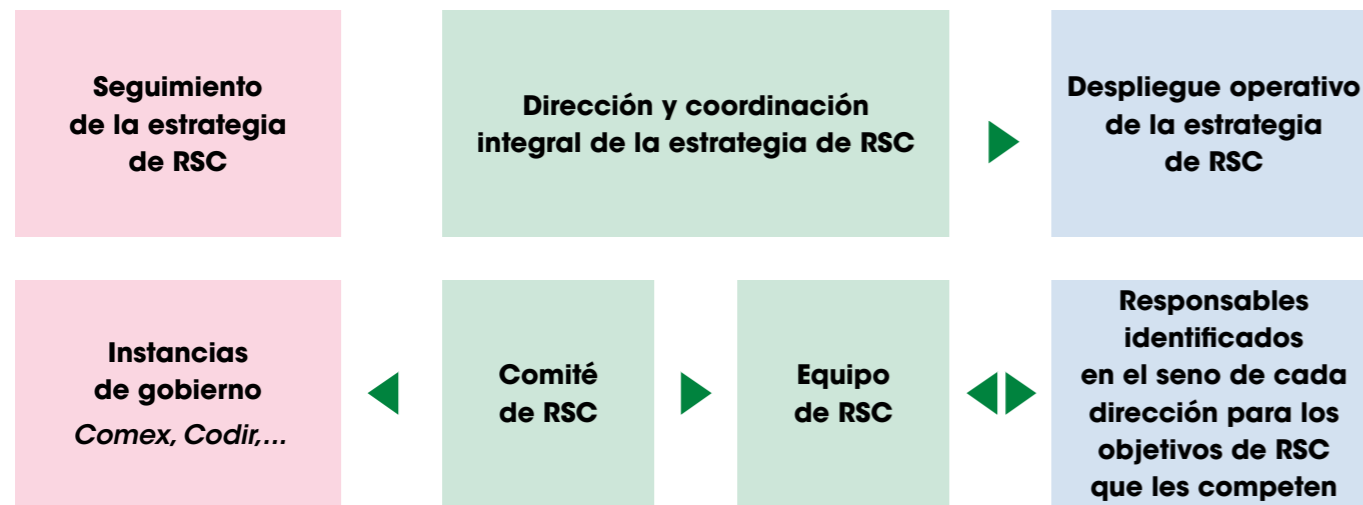 Seguimiento
de la estrategia
de RSC
Dirección y coordinación
integral de la estrategia de RSC
Despliegue operativo
de la estrategia
de RSC
Instancias
de gobierno
Comex, Codir,...
Comité
de RSC
Equipo
de RSC
Responsables
identificados
en el seno de cada
dirección para los
objetivos de RSC
que les competen